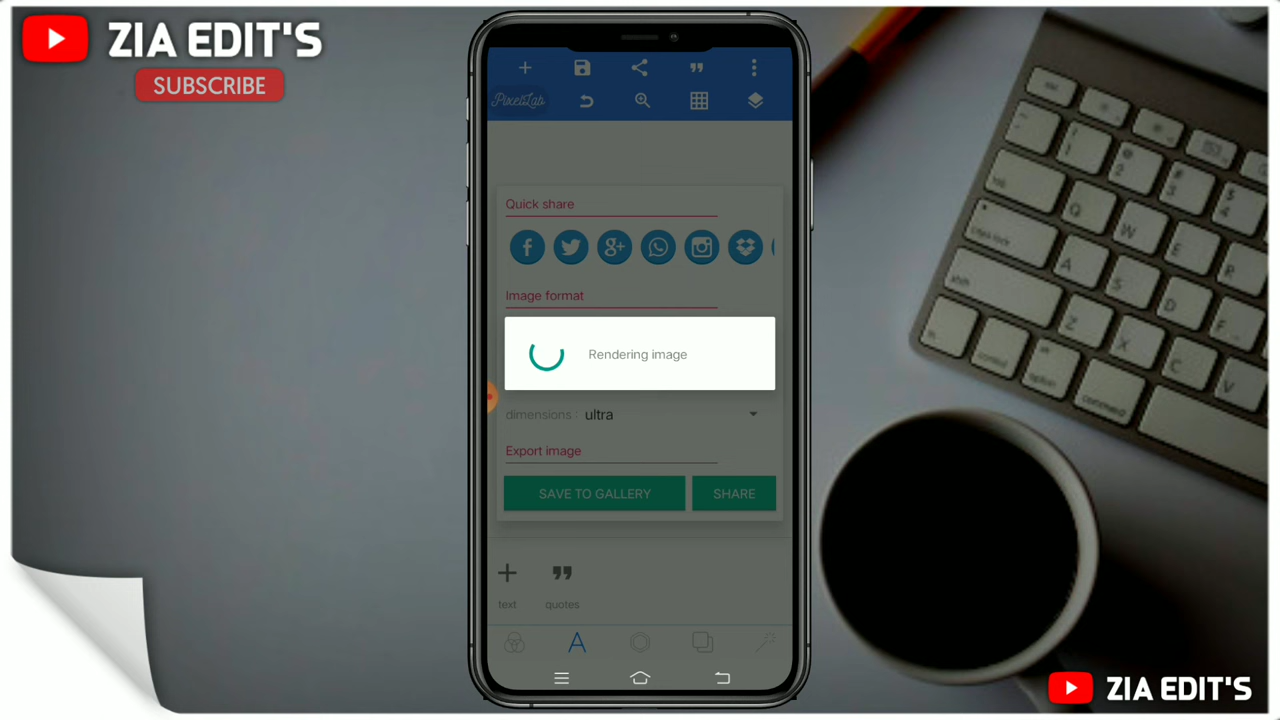 ZIA EDIT'S
SUBSCRIBE
PixelLab
Quick share
Image format
Rendering image
dimensions : ultra
Export image
SAVE TO GALLERY
SHARE
text
quotes
ZIA EDIT'S